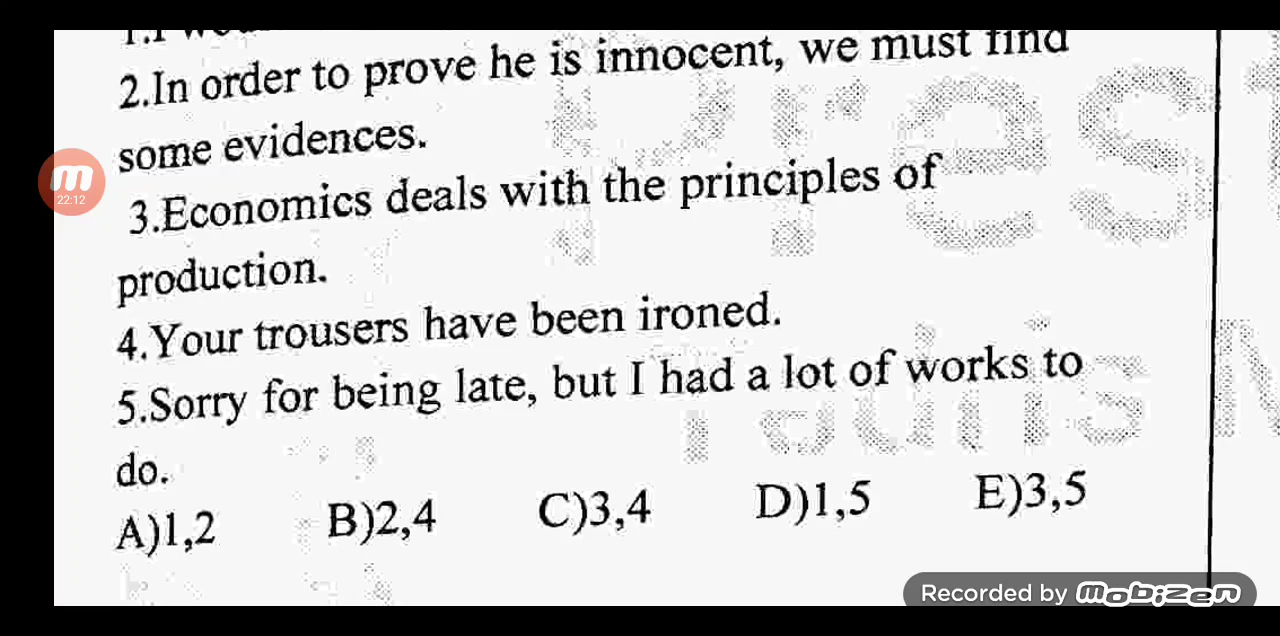 2.In order to prove he is innocent, we must find
some evidences.
3.Economics deals with the principles of
production.
4.Your trousers have been ironed.
5.Sorry for being late, but I had a lot of works to
do.
A)1,2 B)2,4 C)3,4 D)1,5 E)3,5
22:12
Recorded by mobizen